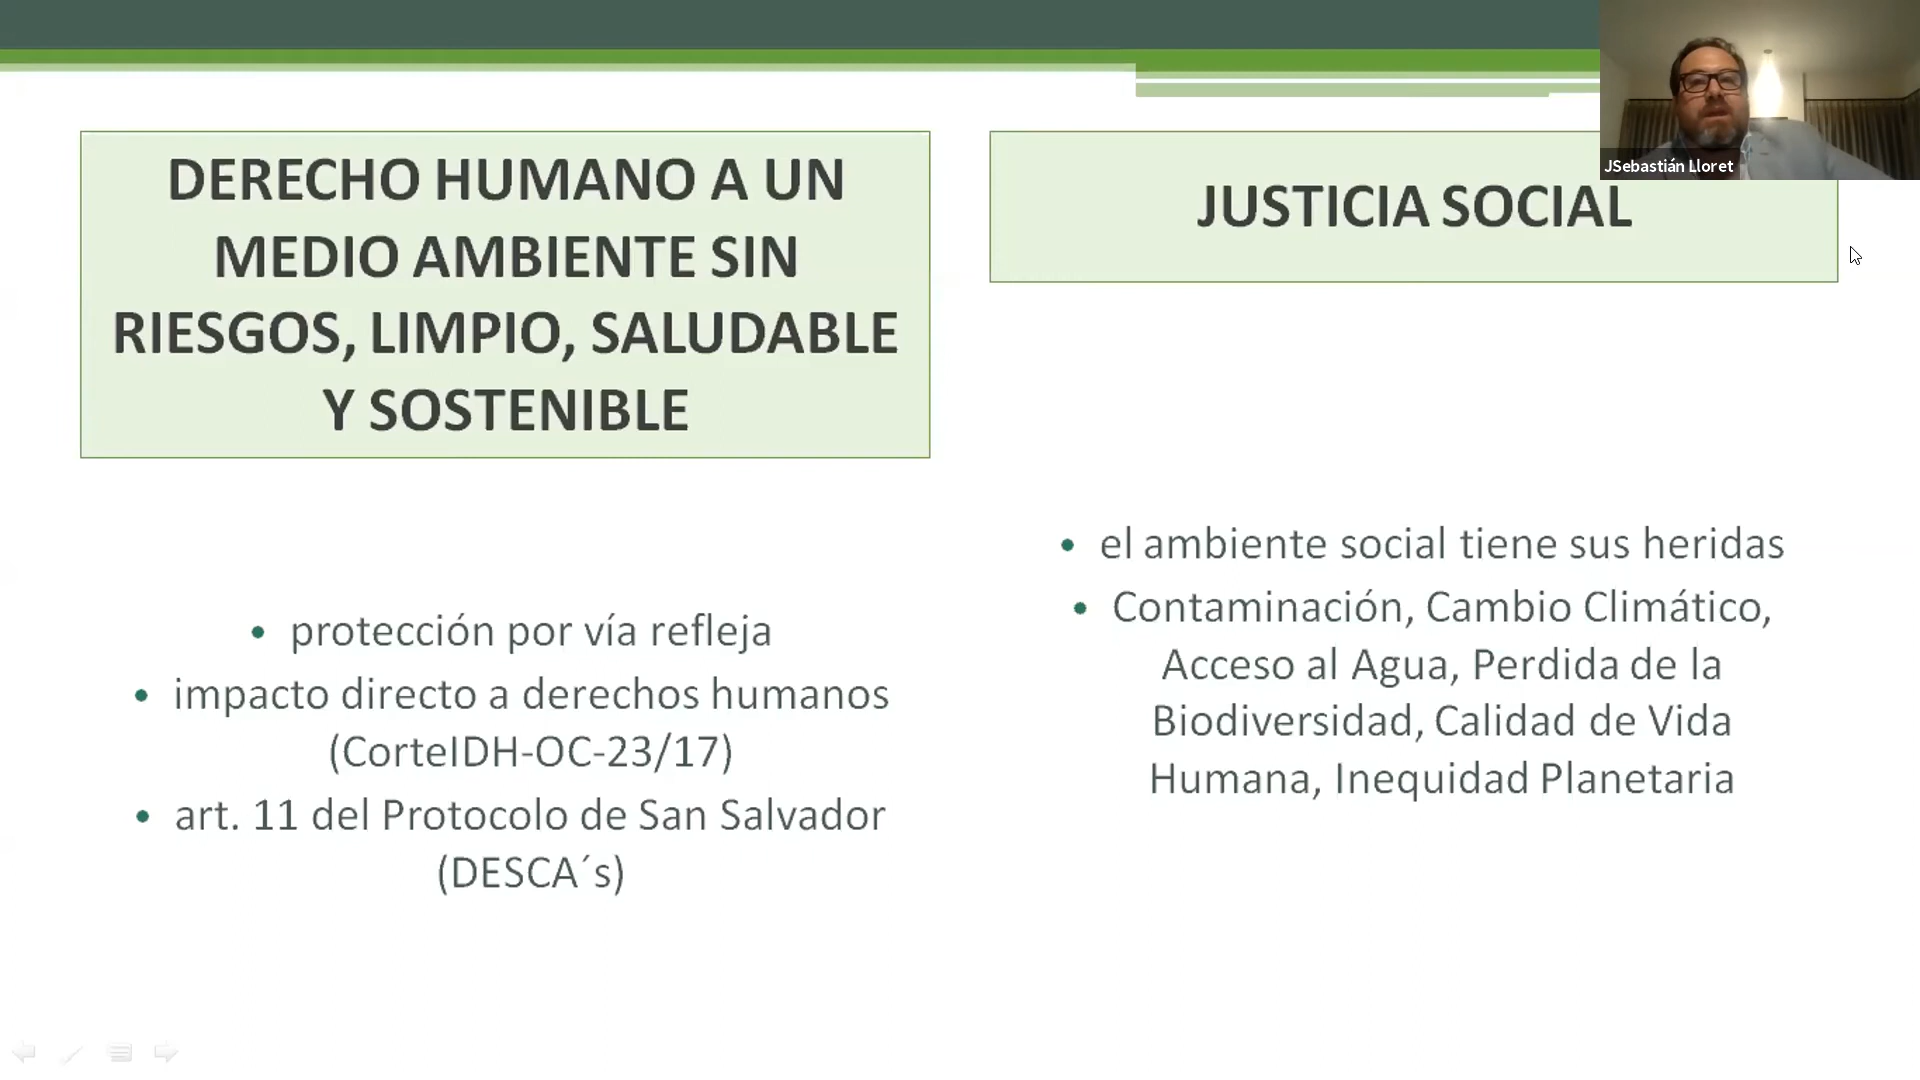 DERECHO HUMANO A UN
MEDIO AMBIENTE SIN
RIESGOS, LIMPIO, SALUDABLE
Y SOSTENIBLE
• protección por vía refleja
• impacto directo a derechos humanos
(CorteIDH-OC-23/17)
• art. 11 del Protocolo de San Salvador
(DESCA´s)
JSebastián Lloret
JUSTICIA SOCIAL
• el ambiente social tiene sus heridas
• Contaminación, Cambio Climático,
Acceso al Agua, Perdida de la
Biodiversidad, Calidad de Vida
Humana, Inequidad Planetaria